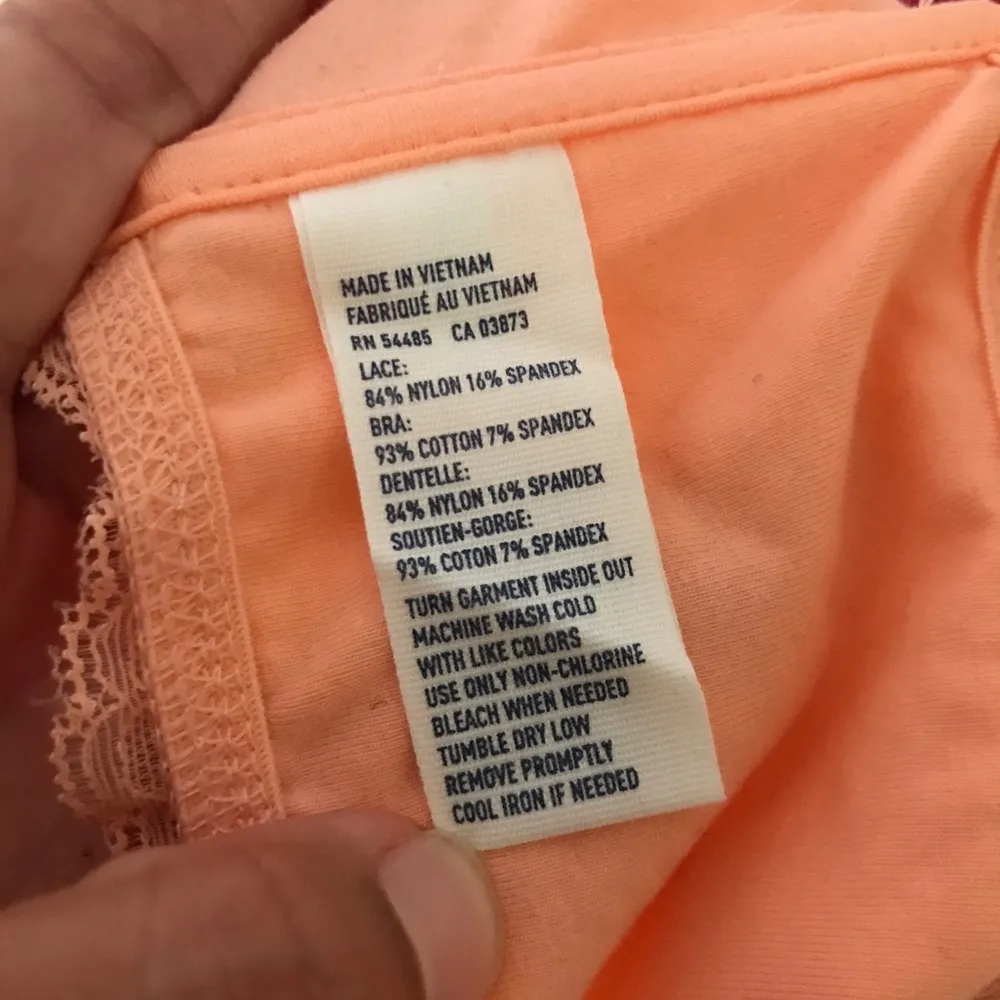 MADE IN VIETNAM
FABRIQUÉ AU VIETNAM
RN 54485 CA 03873
LACE:
84% NYLON 16% SPANDEX
BRA:
93% COTTON 7% SPANDEX
DENTELLE:
84% NYLON 16% SPANDEX
SOUTIEN-GORGE:
93% COTON 7% SPANDEX
TURN GARMENT INSIDE OUT
MACHINE WASH COLD
WITH LIKE COLORS
USE ONLY NON-CHLORINE
BLEACH WHEN NEEDED
TUMBLE DRY LOW
REMOVE PROMPTLY
COOL IRON IF NEEDED